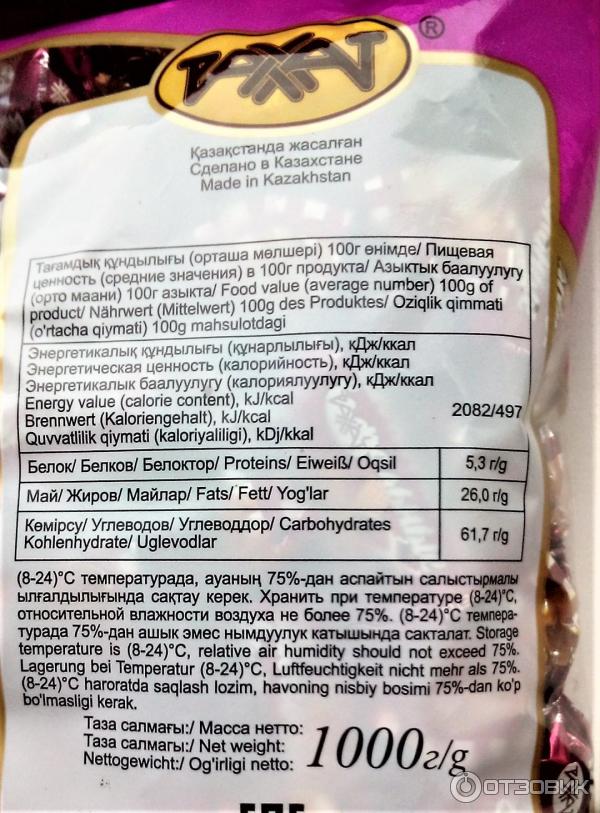 РАХАТ ®
Қазақстанда жасалған
Сделано в Казахстане
Made in Kazakhstan
Тағамдық құндылығы (орташа мөлшері) 100г өнімде/ Пищевая
ценность (средние значения) в 100г продукта/ Азыктык баалуулугу
(орто маани) 100г азыкта/ Food value (average number) 100g of
product/ Nährwert (Mittelwert) 100g des Produktes/ Oziqlik qimmati
(o'rtacha qiymati) 100g mahsulotdagi
Энергетикалық құндылығы (құнарлылығы), кДж/ккал
Энергетическая ценность (калорийность), кДж/ккал
Энергетикалык баалуулугу (калориялуулугу), кДж/ккал
Energy value (calorie content), kJ/kcal
Brennwert (Kaloriengehalt), kJ/kcal
Quvvatlilik qiymati (kaloriyaliligi), kDj/kkal
2082/497
Белок/ Белков/ Белоктор/ Proteins/ Eiweiß/ Oqsil 5,3 г/g
Май/ Жиров/ Майлар/ Fats/ Fett/ Yog'lar 26,0 г/g
Көмірсу/ Углеводов/ Углеводдор/ Carbohydrates
Kohlenhydrate/ Uglevodlar 61,7 г/g
(8-24)°С температурада, ауаның 75%-дан аспайтын салыстырмалы
ылғалдылығында сақтау керек. Хранить при температуре (8-24)°С,
относительной влажности воздуха не более 75%. (8-24)°С темпера-
турада 75%-дан ашык эмес нымдуулук катышында сакталат. Storage
temperature is (8-24)°C, relative air humidity should not exceed 75%.
Lagerung bei Temperatur (8-24)°C, Luftfeuchtigkeit nicht mehr als 75%.
(8-24)°C haroratda saqlash lozim, havoning nisbiy bosimi 75%-dan ko'p
bo'lmasligi kerak.
Таза салмағы:/ Масса нетто:
Таза салмагы:/ Net weight:
Nettogewicht:/ Og'irligi netto:
1000г/g
ОТЗОВИК